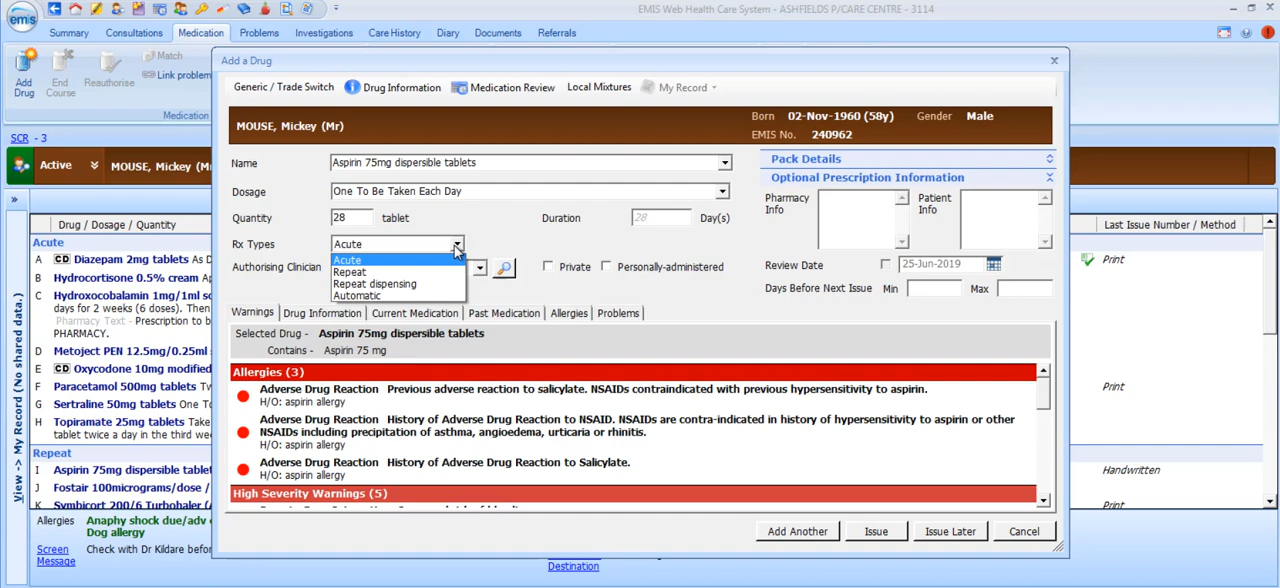 emis
EMIS Web Health Care System - ASHFIELDS P/CARE CENTRE - 3114
Summary Consultations Medication Problems Investigations Care History Diary Documents Referrals
Add Drug
End Course
Reauthorise
Match
Link problem
Medication
SCR - 3
Active
MOUSE, Mickey (Mr
View -> My Record (No shared data.)
Drug / Dosage / Quantity
Last Issue Number / Method
Acute
A CD Diazepam 2mg tablets As D
Print
B Hydrocortisone 0.5% cream Ap
C Hydroxocobalamin 1mg/1ml
days for 2 weeks (6 doses). Then
Pharmacy Text - Prescription to b
PHARMACY.
D Metoject PEN 12.5mg/0.25ml
E CD Oxycodone 10mg modified
F Paracetamol 500mg tablets Tw
Print
G Sertraline 50mg tablets One To
H Topiramate 25mg tablets Take
tablet twice a day in the third wee
Repeat
I Aspirin 75mg dispersible tablet
Handwritten
J Fostair 100micrograms/dose /
K Symbicort 200/6 Turbohaler (A
Print
Allergies Anaphy shock due/adv e
Dog allergy
Screen Message
Check with Dr Kildare before
Destination
Add a Drug
Generic / Trade Switch Drug Information Medication Review Local Mixtures My Record
MOUSE, Mickey (Mr)
Born 02-Nov-1960 (58y) Gender Male
EMIS No. 240962
Name Aspirin 75mg dispersible tablets
Dosage One To Be Taken Each Day
Quantity 28 tablet Duration 28 Day(s)
Rx Types Acute
Acute
Repeat
Repeat dispensing
Automatic
Authorising Clinician
Private Personally-administered
Pack Details
Optional Prescription Information
Pharmacy Info
Patient Info
Review Date 25-Jun-2019
Days Before Next Issue Min Max
Warnings Drug Information Current Medication Past Medication Allergies Problems
Selected Drug - Aspirin 75mg dispersible tablets
Contains - Aspirin 75 mg
Allergies (3)
Adverse Drug Reaction Previous adverse reaction to salicylate. NSAIDs contraindicated with previous hypersensitivity to aspirin.
H/O: aspirin allergy
Adverse Drug Reaction History of Adverse Drug Reaction to NSAID. NSAIDs are contra-indicated in history of hypersensitivity to aspirin or other
NSAIDs including precipitation of asthma, angioedema, urticaria or rhinitis.
H/O: aspirin allergy
Adverse Drug Reaction History of Adverse Drug Reaction to Salicylate.
H/O: aspirin allergy
High Severity Warnings (5)
Add Another Issue Issue Later Cancel